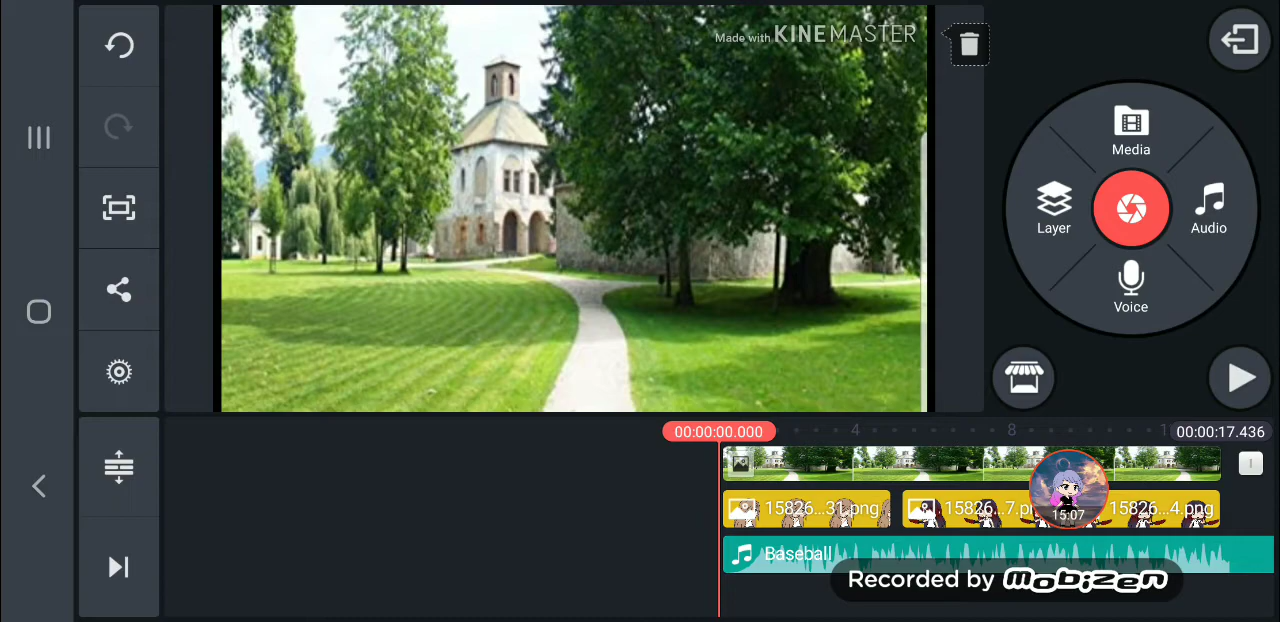 Made with KINEMASTER
Media
Layer
Audio
Voice
00:00:00.000
4
8
00:00:17.436
15826...31.png
15826...7.p
15826...4.png
15:07
Baseball
Recorded by mobizen